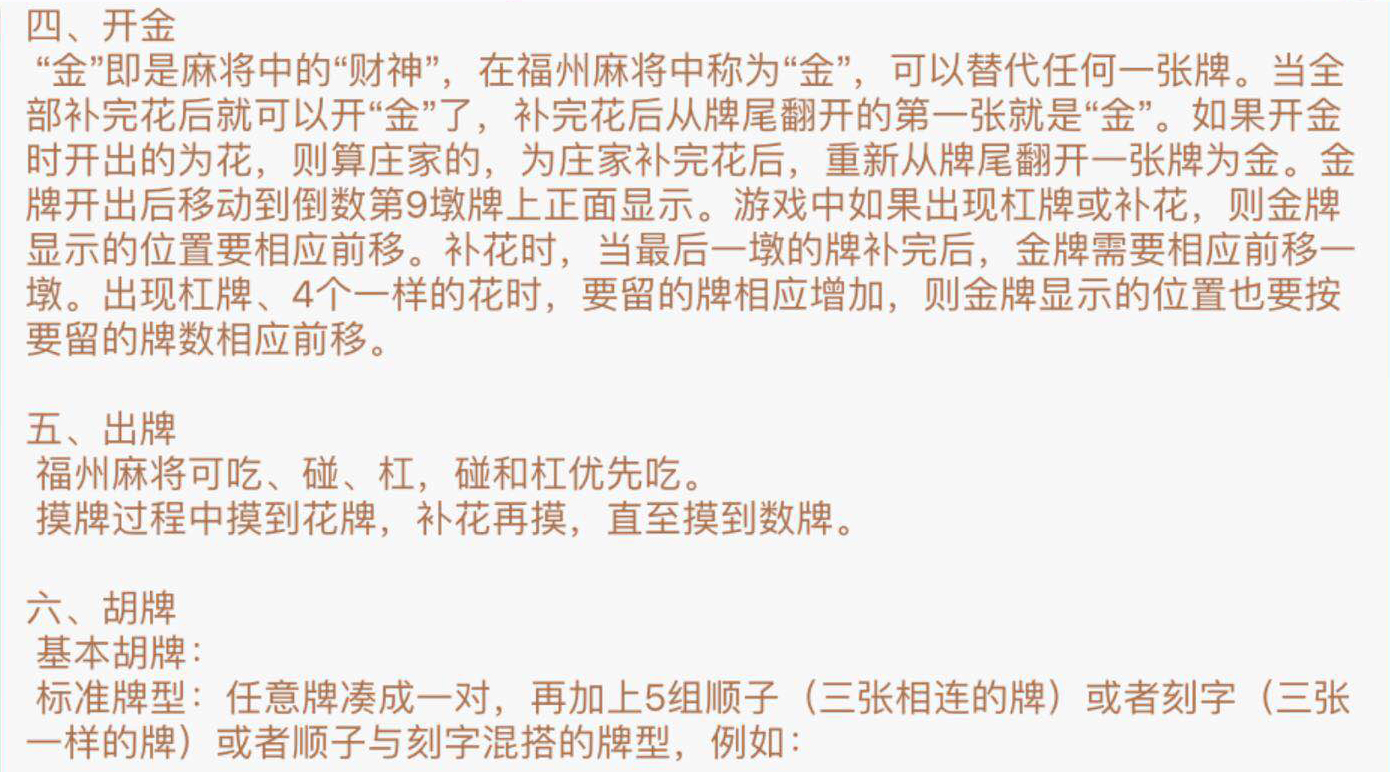 四、开金
“金”即是麻将中的“财神”，在福州麻将中称为“金”，可以替代任何一张牌。当全
部补完花后就可以开“金”了，补完花后从牌尾翻开的第一张就是“金”。如果开金
时开出的为花，则算庄家的，为庄家补完花后，重新从牌尾翻开一张牌为金。金
牌开出后移动到倒数第9墩牌上正面显示。游戏中如果出现杠牌或补花，则金牌
显示的位置要相应前移。补花时，当最后一墩的牌补完后，金牌需要相应前移一
墩。出现杠牌、4个一样的花时，要留的牌相应增加，则金牌显示的位置也要按
要留的牌数相应前移。
五、出牌
福州麻将可吃、碰、杠，碰和杠优先吃。
摸牌过程中摸到花牌，补花再摸，直至摸到数牌。
六、胡牌
基本胡牌：
标准牌型：任意牌凑成一对，再加上5组顺子（三张相连的牌）或者刻字（三张
一样的牌）或者顺子与刻字混搭的牌型，例如：